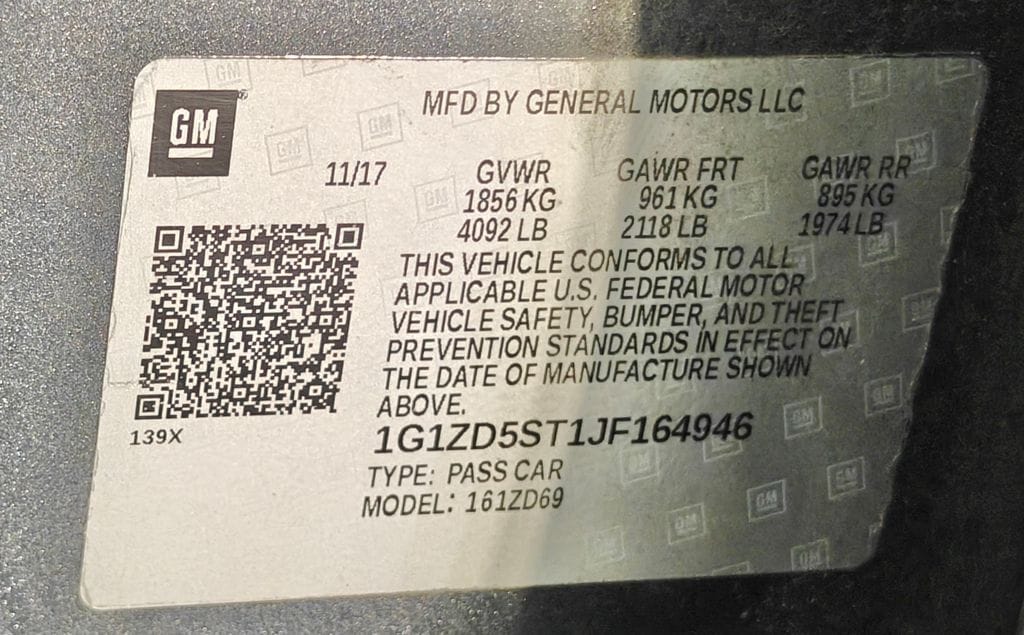 GM
MFD BY GENERAL MOTORS LLC
11/17 GVWR GAWR FRT GAWR RR
1856 KG 961 KG 895 KG
4092 LB 2118 LB 1974 LB
THIS VEHICLE CONFORMS TO ALL
APPLICABLE U.S. FEDERAL MOTOR
VEHICLE SAFETY, BUMPER, AND THEFT
PREVENTION STANDARDS IN EFFECT ON
THE DATE OF MANUFACTURE SHOWN
ABOVE.
139X
1G1ZD5ST1JF164946
TYPE: PASS CAR
MODEL: 161ZD69